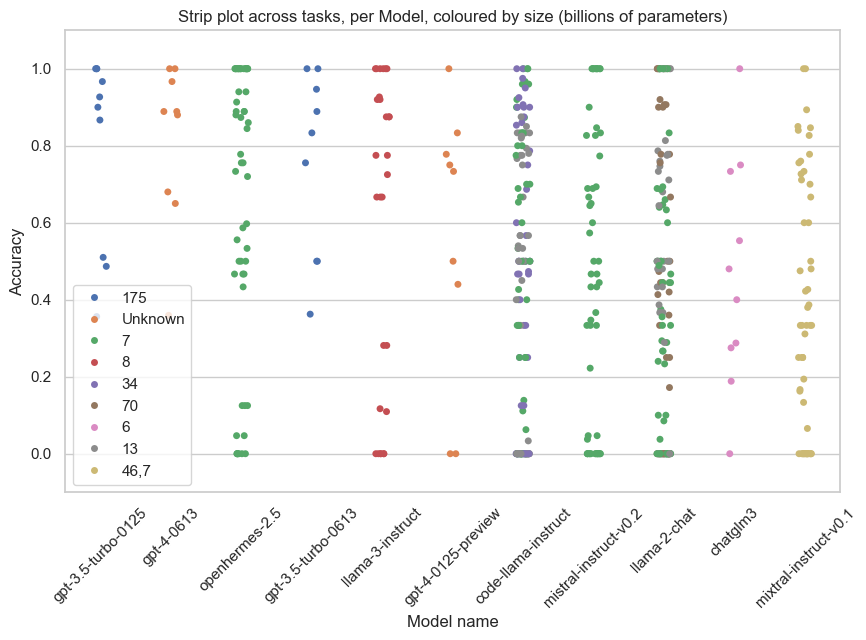 Strip plot across tasks, per Model, coloured by size (billions of parameters)
Accuracy
1.0
0.8
0.6
0.4
0.2
0.0
175
Unknown
7
8
34
70
6
13
46,7
gpt-3.5-turbo-0125
gpt-4-0613
openhermes-2.5
gpt-3.5-turbo-0613
llama-3-instruct
gpt-4-0125-preview
code-llama-instruct
mistral-instruct-v0.2
llama-2-chat
chatglm3
mixtral-instruct-v0.1
Model name